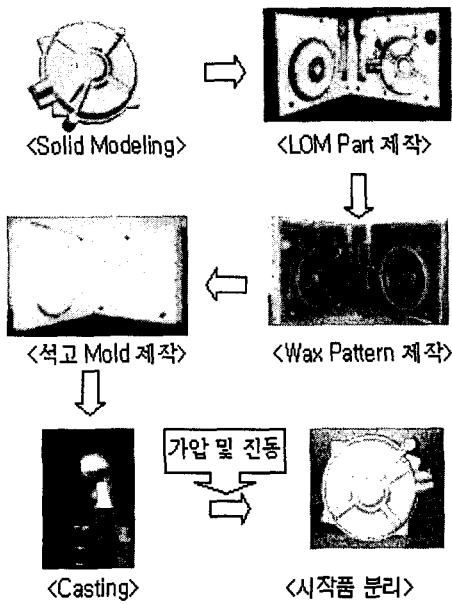 <Solid Modeling>
<LOM Part 제작>
<석고 Mold 제작>
<Wax Pattern 제작>
가압 및 진동
<Casting>
<시작품 분리>